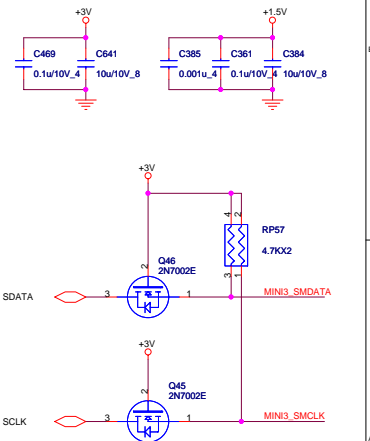 +3V
+1.5V
C469
C641
C385
C361
C384
0.1u/10V_4
10u/10V_8
0.001u_4
0.1u/10V_4
10u/10V_8
+3V
4
2
RP57
4.7KX2
3
1
Q46
2N7002E
2
SDATA
3
1
MINI3_SMDATA
+3V
Q45
2N7002E
2
SCLK
3
1
MINI3_SMCLK